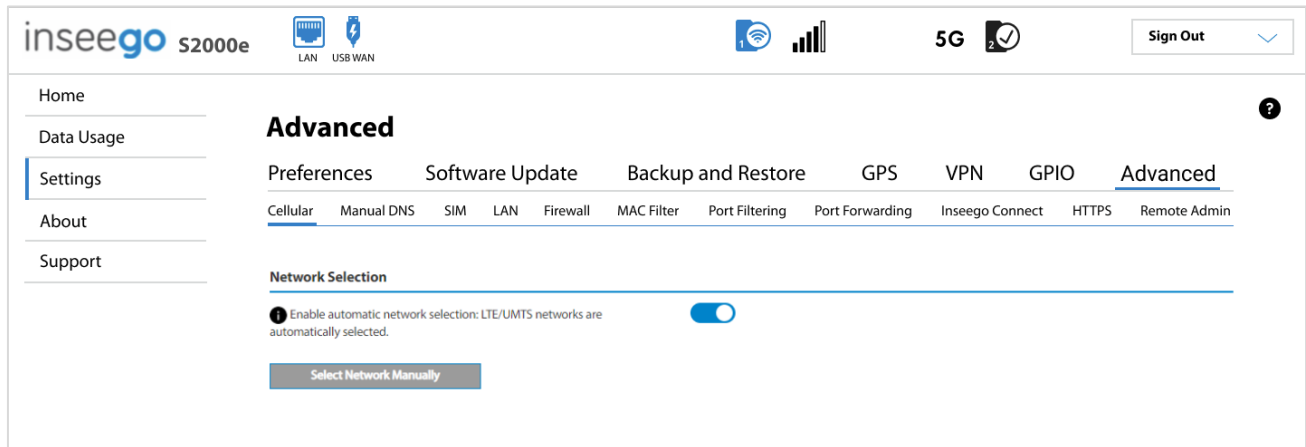 inseego S2000e
LAN USB WAN
1
5G
2
Sign Out
Home
Data Usage
Settings
About
Support
?
Advanced
Preferences Software Update Backup and Restore GPS VPN GPIO Advanced
Cellular Manual DNS SIM LAN Firewall MAC Filter Port Filtering Port Forwarding Inseego Connect HTTPS Remote Admin
Network Selection
i Enable automatic network selection: LTE/UMTS networks are
automatically selected.
Select Network Manually